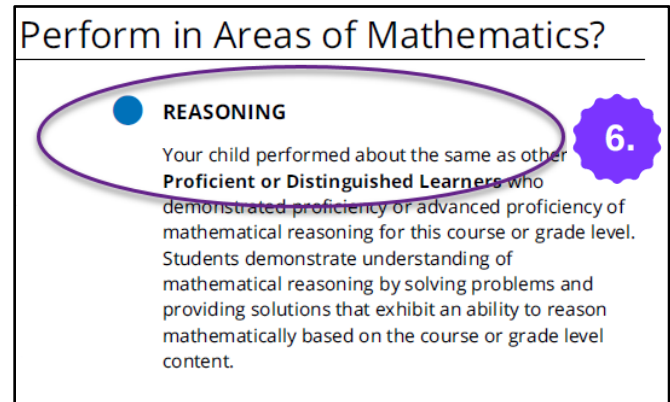 Perform in Areas of Mathematics?
REASONING
6.
Your child performed about the same as other
Proficient or Distinguished Learners who
demonstrated proficiency or advanced proficiency of
mathematical reasoning for this course or grade level.
Students demonstrate understanding of
mathematical reasoning by solving problems and
providing solutions that exhibit an ability to reason
mathematically based on the course or grade level
content.